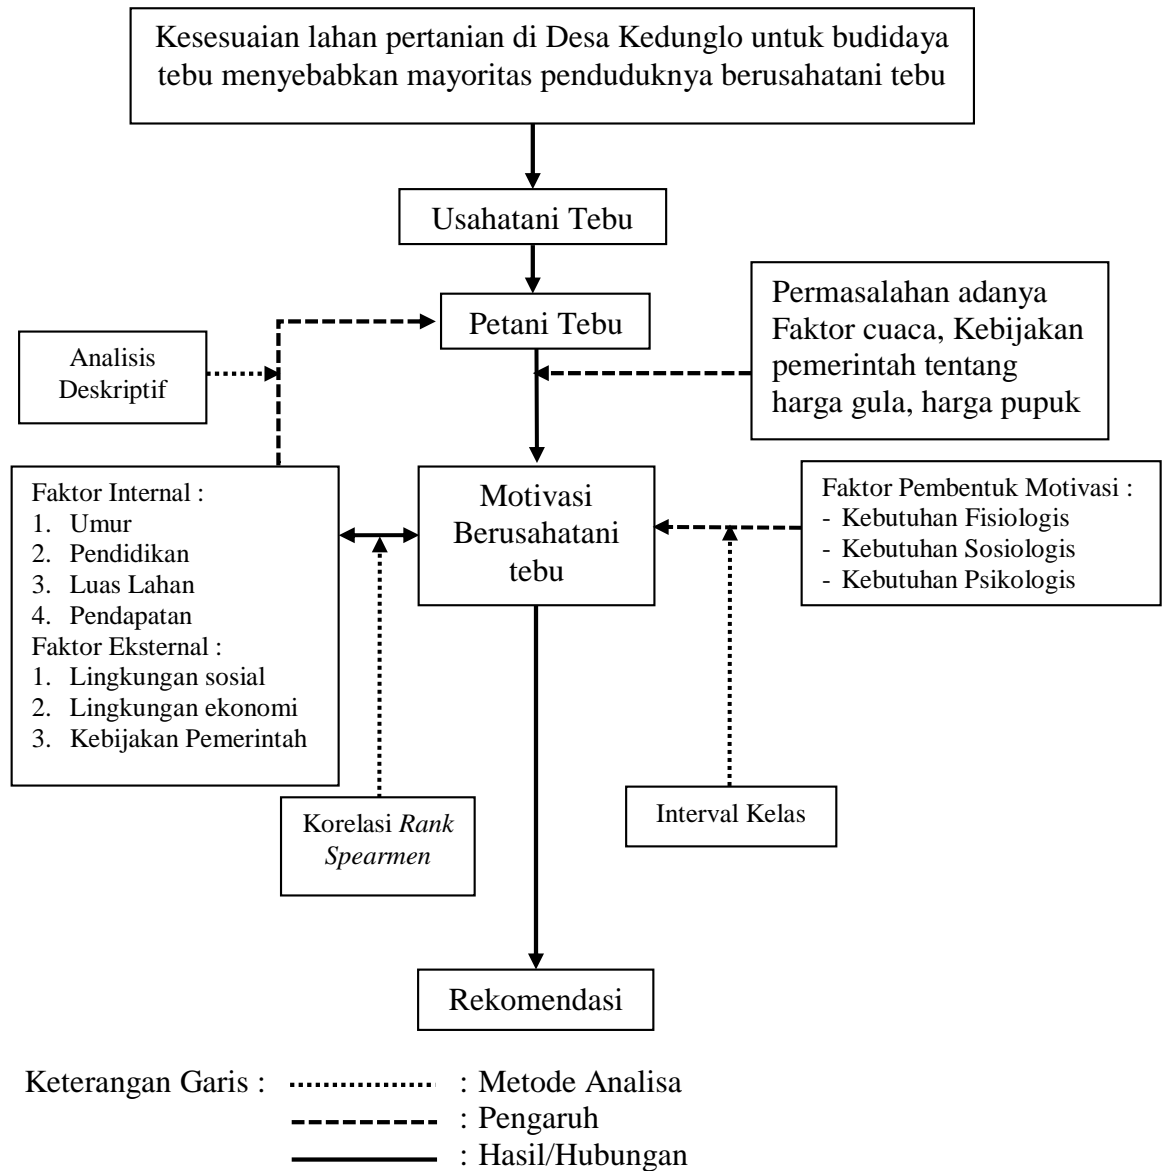 Kesesuaian lahan pertanian di Desa Kedunglo untuk budidaya
tebu menyebabkan mayoritas penduduknya berusahatani tebu
Usahatani Tebu
Petani Tebu
Permasalahan adanya
Faktor cuaca, Kebijakan
pemerintah tentang
harga gula, harga pupuk
Analisis
Deskriptif
Faktor Internal :
1. Umur
2. Pendidikan
3. Luas Lahan
4. Pendapatan
Faktor Eksternal :
1. Lingkungan sosial
2. Lingkungan ekonomi
3. Kebijakan Pemerintah
Motivasi
Berusahatani
tebu
Faktor Pembentuk Motivasi :
- Kebutuhan Fisiologis
- Kebutuhan Sosiologis
- Kebutuhan Psikologis
Korelasi Rank
Spearmen
Interval Kelas
Rekomendasi
Keterangan Garis : : Metode Analisa
: Pengaruh
: Hasil/Hubungan